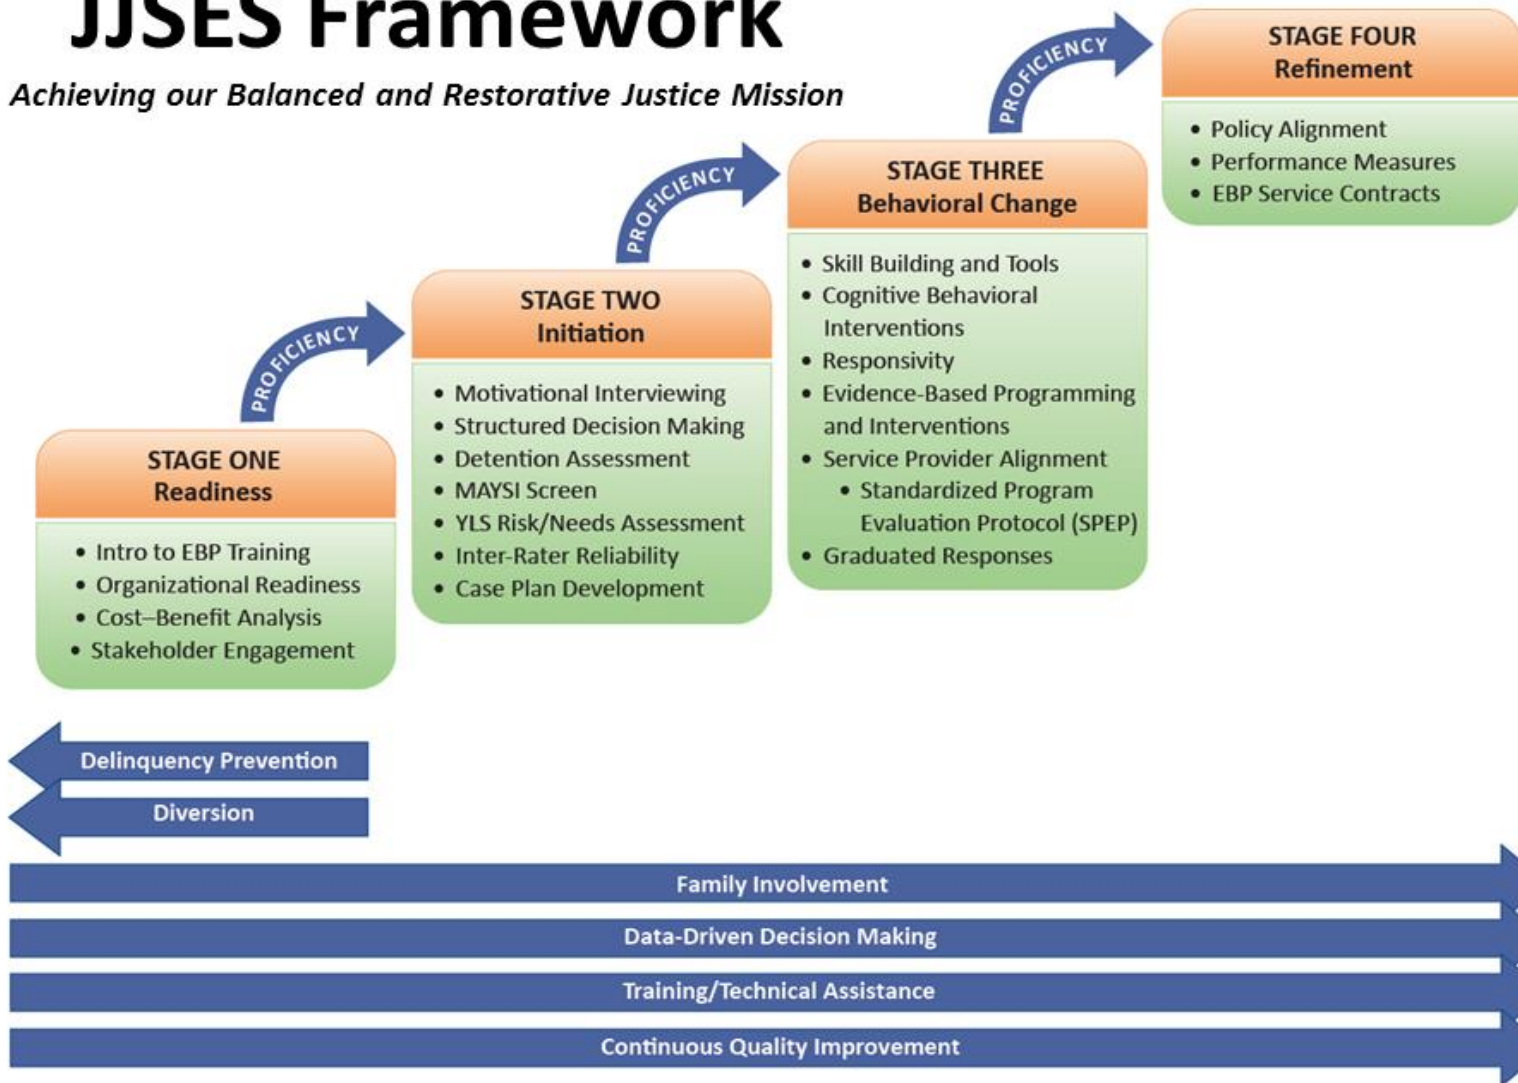 JJSES Framework
Achieving our Balanced and Restorative Justice Mission
STAGE ONE
Readiness
• Intro to EBP Training
• Organizational Readiness
• Cost–Benefit Analysis
• Stakeholder Engagement
PROFICIENCY
STAGE TWO
Initiation
• Motivational Interviewing
• Structured Decision Making
• Detention Assessment
• MAYSI Screen
• YLS Risk/Needs Assessment
• Inter-Rater Reliability
• Case Plan Development
PROFICIENCY
STAGE THREE
Behavioral Change
• Skill Building and Tools
• Cognitive Behavioral
Interventions
• Responsivity
• Evidence-Based Programming
and Interventions
• Service Provider Alignment
• Standardized Program
Evaluation Protocol (SPEP)
• Graduated Responses
PROFICIENCY
STAGE FOUR
Refinement
• Policy Alignment
• Performance Measures
• EBP Service Contracts
Delinquency Prevention
Diversion
Family Involvement
Data-Driven Decision Making
Training/Technical Assistance
Continuous Quality Improvement